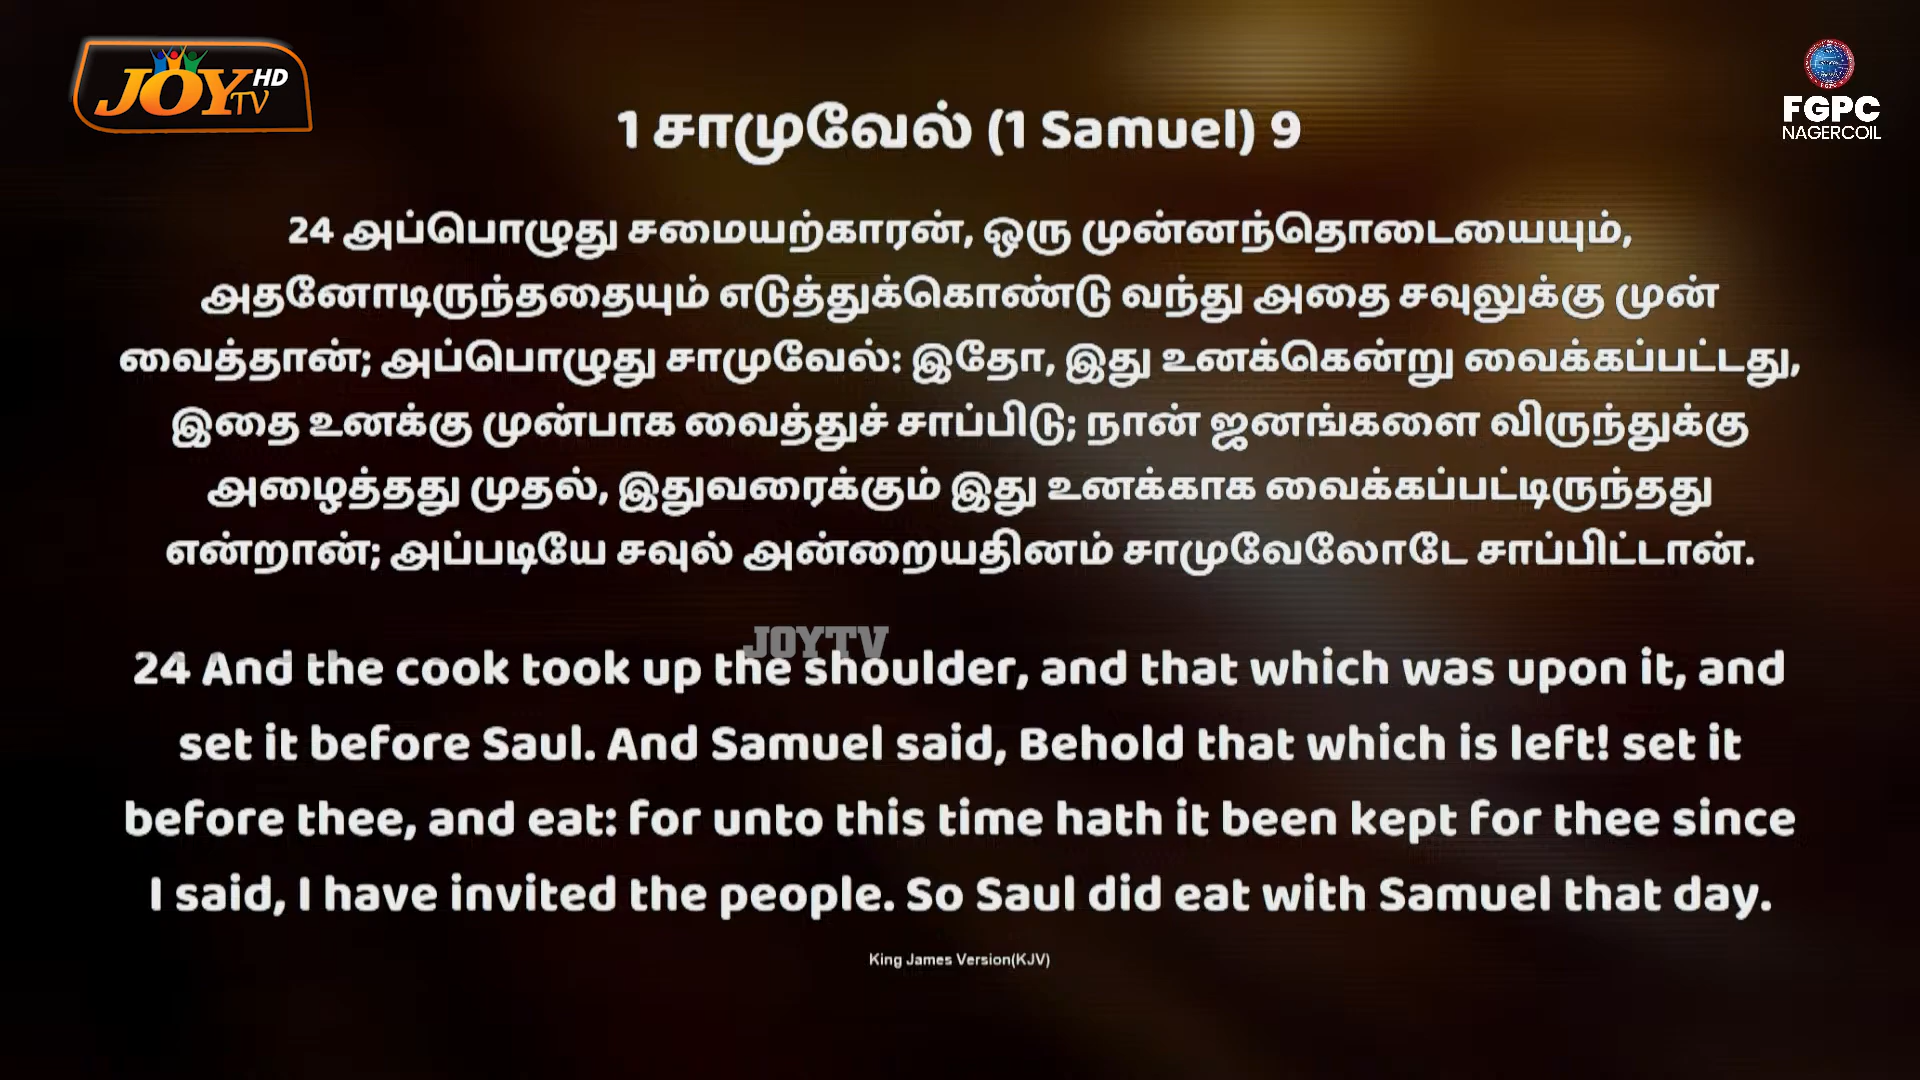 JOY TV HD
FGPC
NAGERCOIL
1 சாமுவேல் (1 Samuel) 9
24 அப்பொழுது சமையற்காரன், ஒரு முன்னந்தொடையையும்,
அதனோடிருந்ததையும் எடுத்துக்கொண்டு வந்து அதை சவுலுக்கு முன்
வைத்தான்; அப்பொழுது சாமுவேல்: இதோ, இது உனக்கென்று வைக்கப்பட்டது,
இதை உனக்கு முன்பாக வைத்துச் சாப்பிடு; நான் ஜனங்களை விருந்துக்கு
அழைத்தது முதல், இதுவரைக்கும் இது உனக்காக வைக்கப்பட்டிருந்தது
என்றான்; அப்படியே சவுல் அன்றையதினம் சாமுவேலோடே சாப்பிட்டான்.
JOYTV
24 And the cook took up the shoulder, and that which was upon it, and
set it before Saul. And Samuel said, Behold that which is left! set it
before thee, and eat: for unto this time hath it been kept for thee since
I said, I have invited the people. So Saul did eat with Samuel that day.
King James Version(KJV)